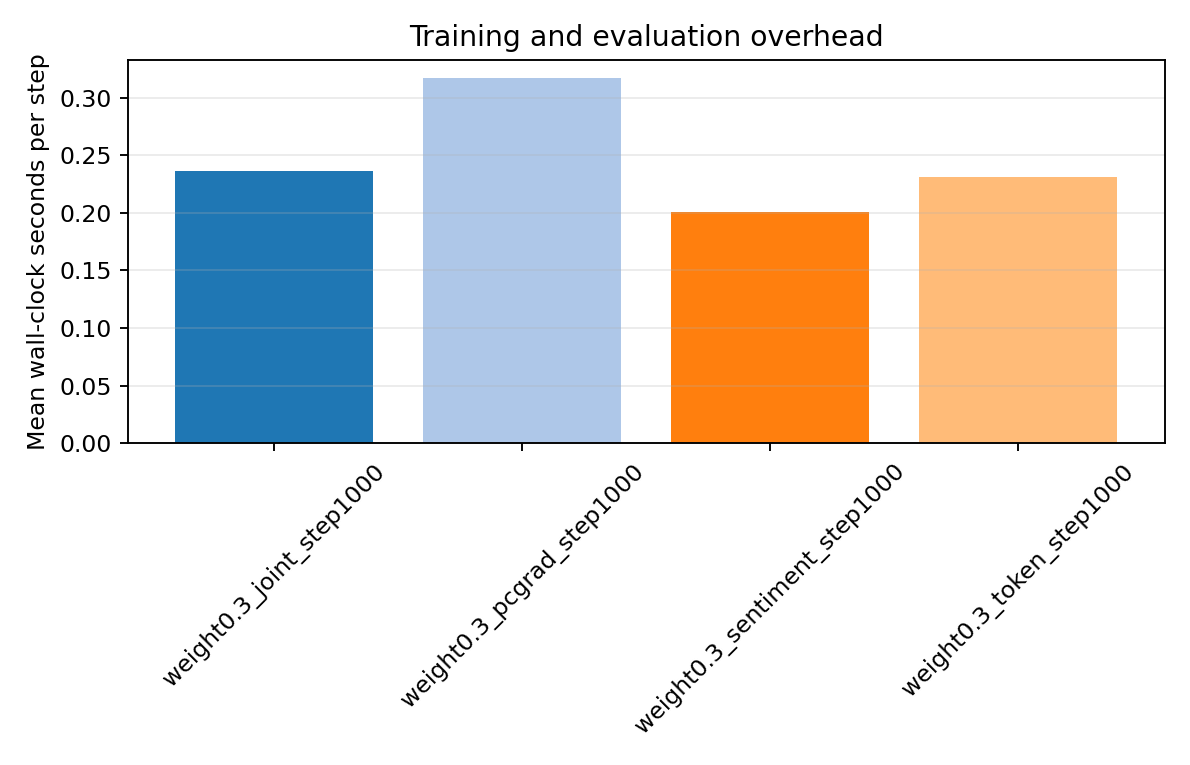 Training and evaluation overhead
Mean wall-clock seconds per step
0.30
0.25
0.20
0.15
0.10
0.05
0.00
weight0.3_joint_step1000
weight0.3_pcgrad_step1000
weight0.3_sentiment_step1000
weight0.3_token_step1000